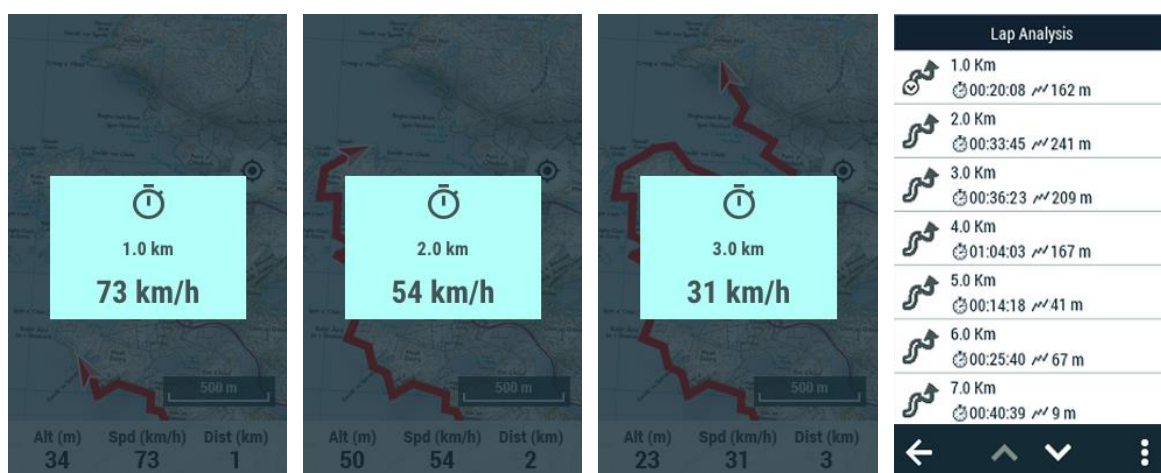 1.0 km
73 km/h
500 m
Alt (m) Spd (km/h) Dist (km)
34 73 1
2.0 km
54 km/h
500 m
Alt (m) Spd (km/h) Dist (km)
50 54 2
3.0 km
31 km/h
500 m
Alt (m) Spd (km/h) Dist (km)
23 31 3
Lap Analysis
1.0 Km
00:20:08 162 m
2.0 Km
00:33:45 241 m
3.0 Km
00:36:23 209 m
4.0 Km
01:04:03 167 m
5.0 Km
00:14:18 41 m
6.0 Km
00:25:40 67 m
7.0 Km
00:40:39 9 m